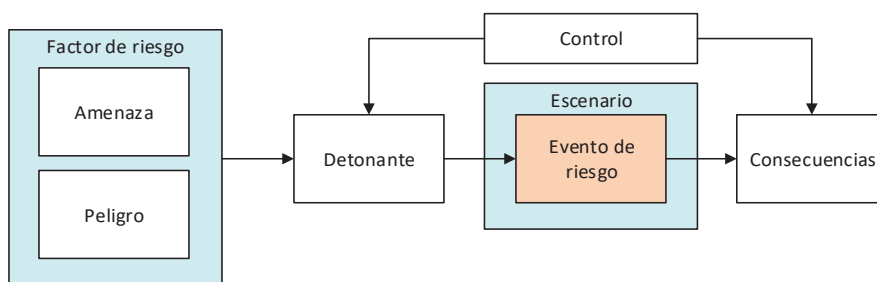 Factor de riesgo
Amenaza
Peligro
Detonante
Control
Escenario
Evento de
riesgo
Consecuencias